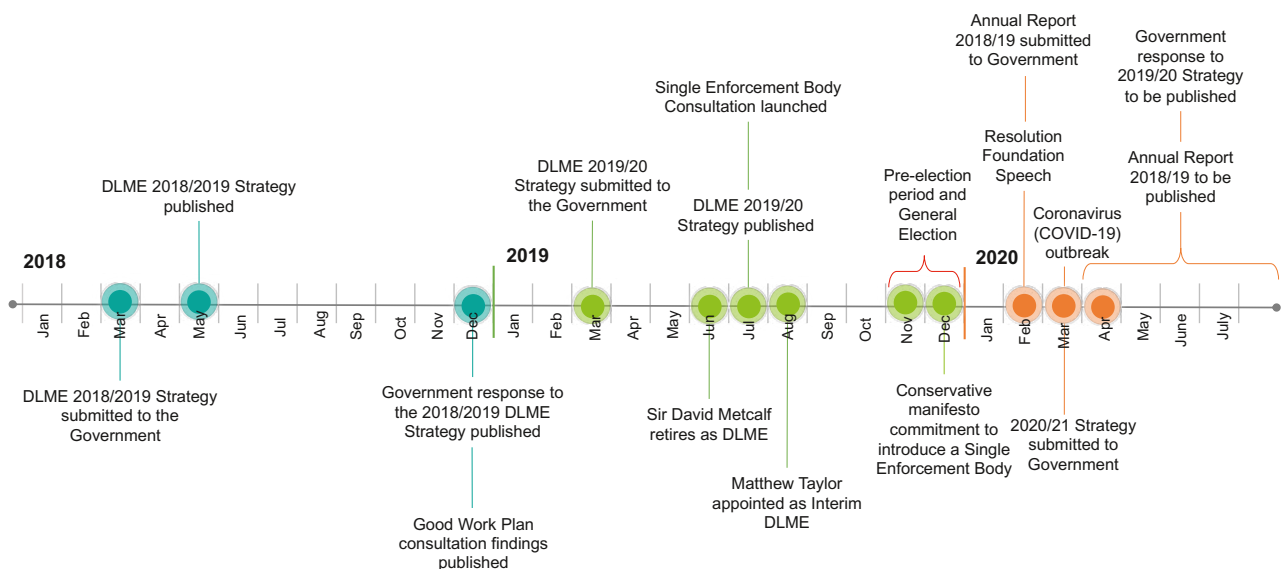 Annual Report
2018/19 submitted
to Government
Government
response to
2019/20 Strategy
to be published
Single Enforcement Body
Consultation launched
DLME 2018/2019 Strategy
published
DLME 2019/20
Strategy submitted to
the Government
DLME 2019/20
Strategy published
Pre-election
period and
General
Election
Resolution
Foundation
Speech
Coronavirus
(COVID-19)
outbreak
Annual Report
2018/19 to be
published
2018
2019
2020
Jan
Feb
Mar
Apr
May
Jun
Jul
Aug
Sep
Oct
Nov
Dec
Jan
Feb
Mar
Apr
May
Jun
Jul
Aug
Sep
Oct
Nov
Dec
Jan
Feb
Mar
Apr
May
June
July
DLME 2018/2019 Strategy
submitted to the
Government
Government response to
the 2018/2019 DLME
Strategy published
Good Work Plan
consultation findings
published
Sir David Metcalf
retires as DLME
Matthew Taylor
appointed as Interim
DLME
Conservative
manifesto
commitment to
introduce a Single
Enforcement Body
2020/21 Strategy
submitted to
Government